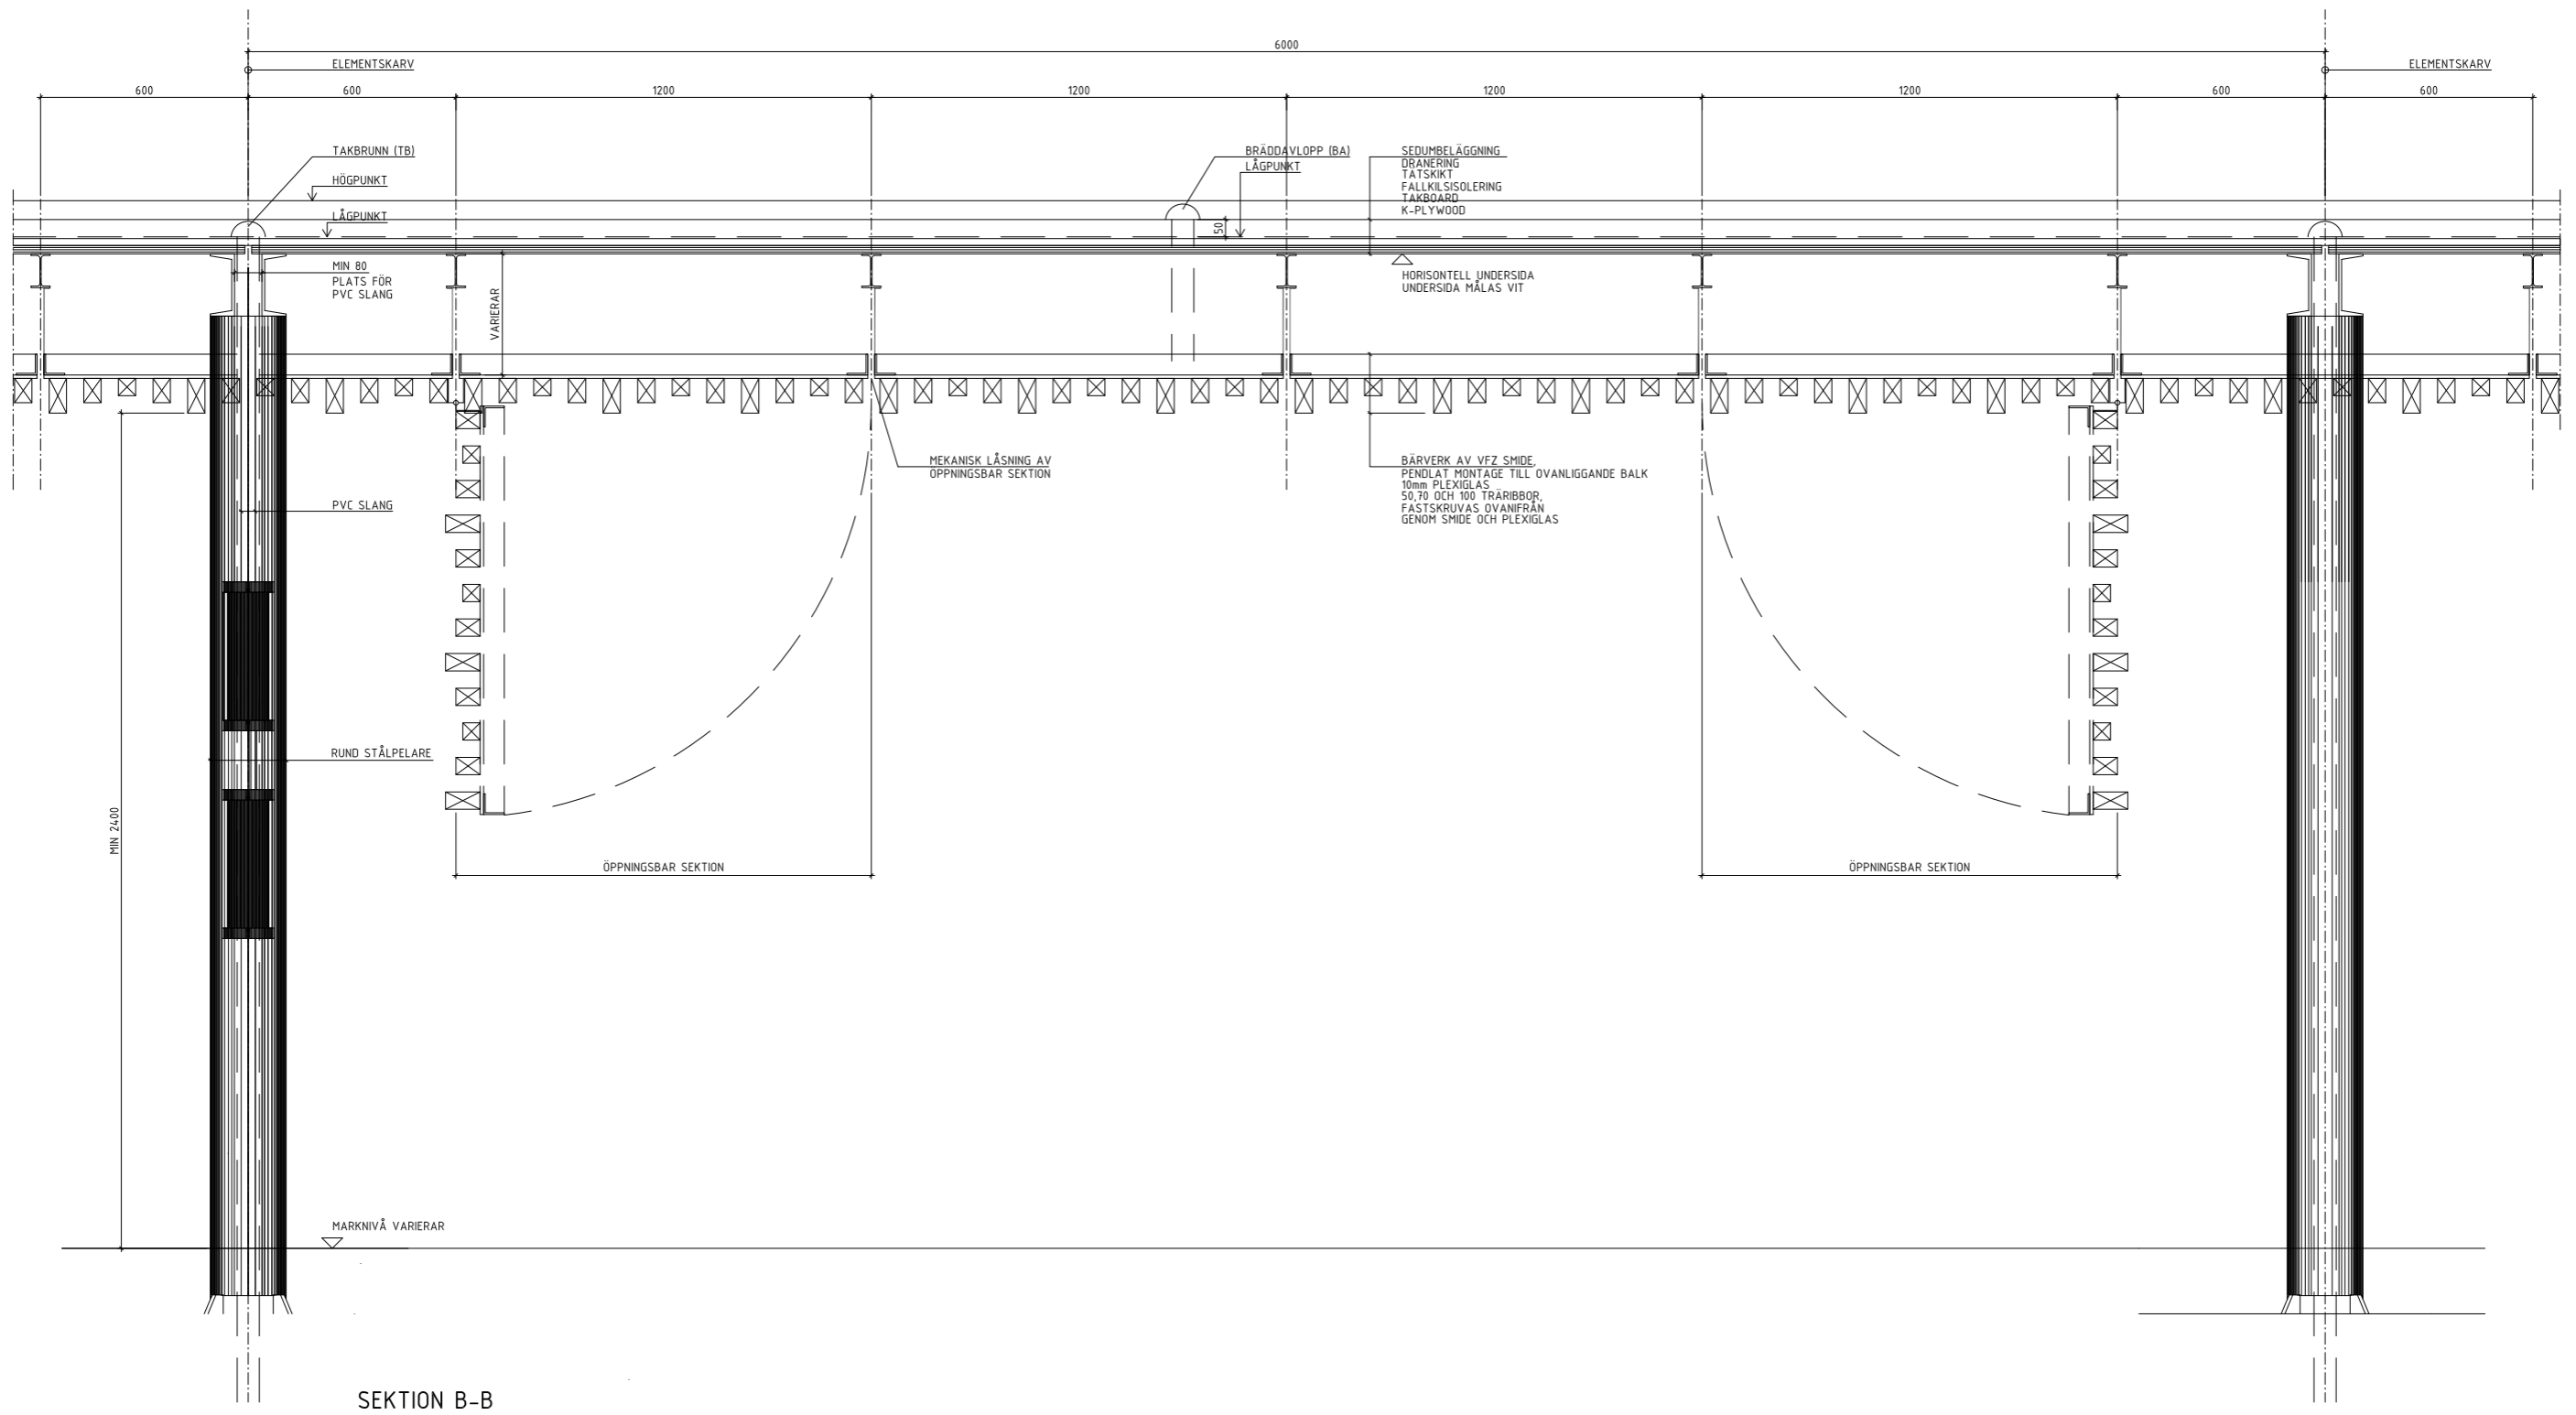 6000
ELEMENTSKARV
ELEMENTSKARV
600
600
1200
1200
1200
1200
600
600
TAKBRUNN (TB)
HÖGPUNKT
LÅGPUNKT
BRÄDDAVLOPP (BA)
LÅGPUNKT
SEDUMBELÄGGNING
DRANERING
TATSKIKT
FALLKILSISOLERING
TAKBOARD
K-PLYWOOD
50
MIN 80
PLATS FÖR
PVC SLANG
VARIERAR
HORISONTELL UNDERSIDA
UNDERSIDA MÅLAS VIT
MEKANISK LÅSNING AV
ÖPPNINGSBAR SEKTION
BÄRVERK AV VFZ SMIDE,
PENDLAT MONTAGE TILL OVANLIGGANDE BALK
10mm PLEXIGLAS
50,70 OCH 100 TRÄRIBBOR,
FASTSKRUVAS OVANIFRÅN
GENOM SMIDE OCH PLEXIGLAS
PVC SLANG
RUND STÅLPELARE
MIN 2400
ÖPPNINGSBAR SEKTION
ÖPPNINGSBAR SEKTION
MARKNIVÅ VARIERAR
SEKTION B-B